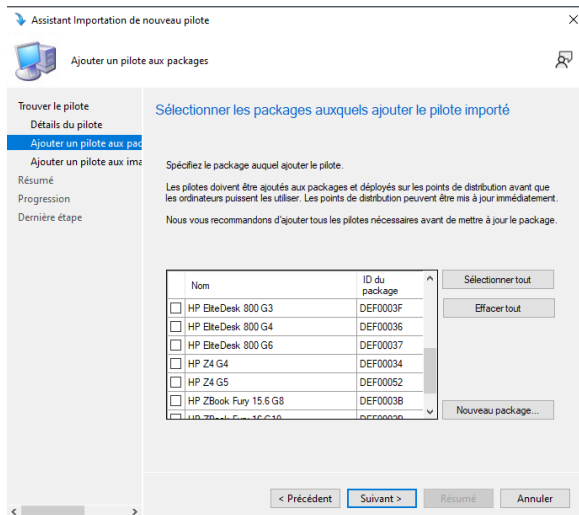 Assistant Importation de nouveau pilote
Ajouter un pilote aux packages
Trouver le pilote
Détails du pilote
Ajouter un pilote aux pac
Ajouter un pilote aux ima
Résumé
Progression
Dernière étape
Sélectionner les packages auxquels ajouter le pilote importé
Spécifiez le package auquel ajouter le pilote.
Les pilotes doivent être ajoutés aux packages et déployés sur les points de distribution avant que
les ordinateurs puissent les utiliser. Les points de distribution peuvent être mis à jour immédiatement.
Nous vous recommandons d'ajouter tous les pilotes nécessaires avant de mettre à jour le package.
Nom ID du package
HP EliteDesk 800 G3 DEF0003F
HP EliteDesk 800 G4 DEF00036
HP EliteDesk 800 G6 DEF00037
HP Z4 G4 DEF00034
HP Z4 G5 DEF00052
HP ZBook Fury 15.6 G8 DEF0003B
HP ZBook Fury 16 G10
Sélectionner tout
Effacer tout
Nouveau package...
< Précédent Suivant > Résumé Annuler